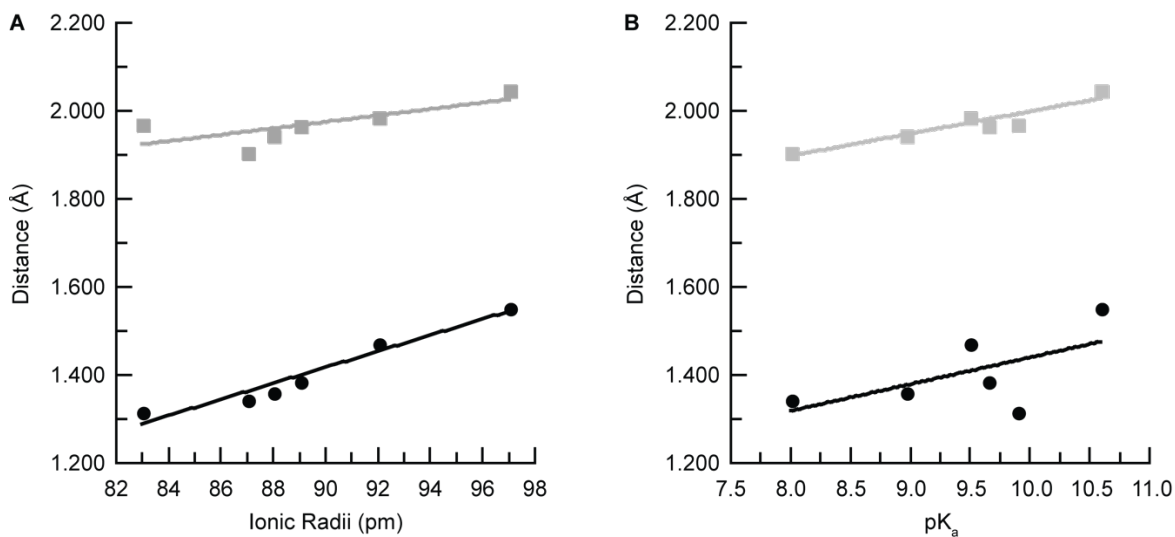 A
2.200
2.000
1.800
1.600
1.400
1.200
Distance (Å)
82 84 86 88 90 92 94 96 98
Ionic Radii (pm)
B
2.200
2.000
1.800
1.600
1.400
1.200
Distance (Å)
7.5 8.0 8.5 9.0 9.5 10.0 10.5 11.0
pKa